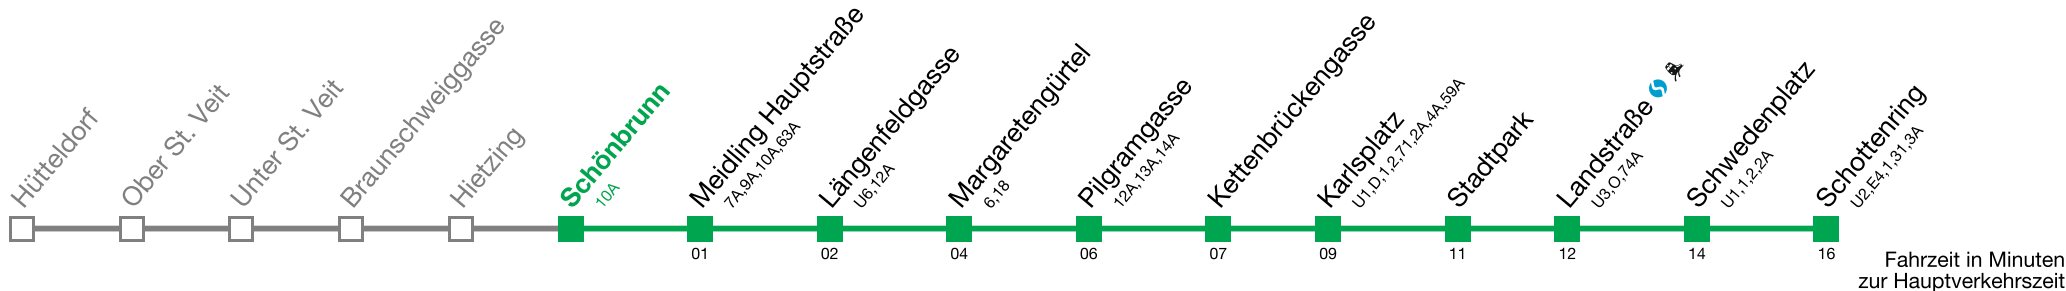 Hütteldorf
Ober St. Veit
Unter St. Veit
Braunschweiggasse
Hietzing
Schönbrunn
10A
Meidling Hauptstraße
7A,9A,10A,63A
01
Längenfeldgasse
U6,12A
02
Margaretengürtel
6,18
04
Pilgramgasse
12A,13A,14A
06
Kettenbrückengasse
07
Karlsplatz
U1,D,1,2,71,2A,4A,59A
09
Stadtpark
11
Landstraße
U3,O,74A
12
Schwedenplatz
U1,1,2,2A
14
Schottenring
U2,E4,1,31,3A
16
Fahrzeit in Minuten
zur Hauptverkehrszeit